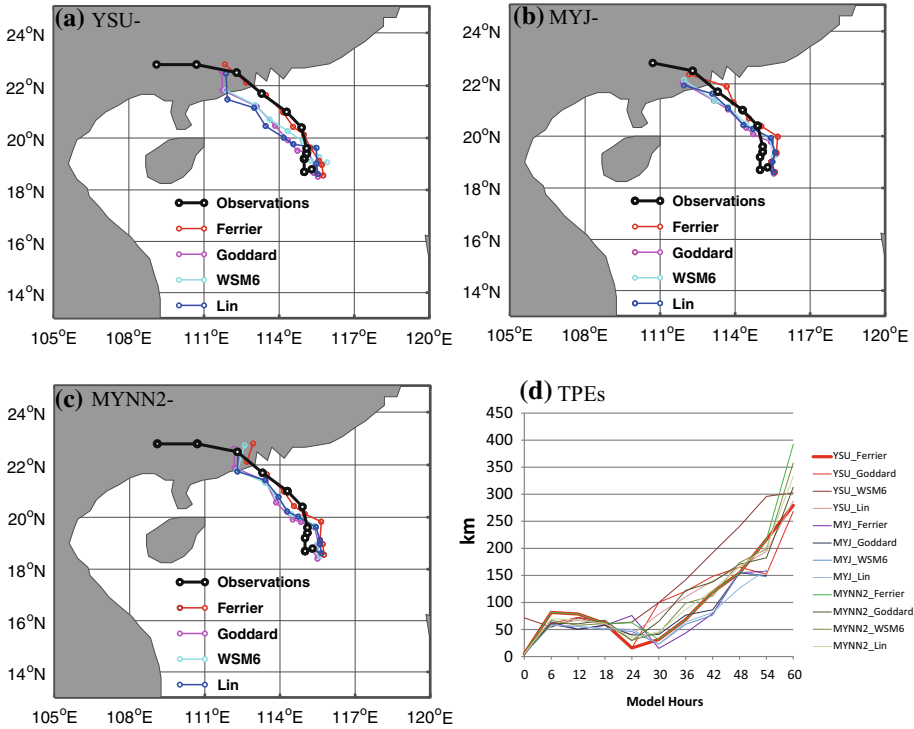 (a) YSU-
24°N
22°N
20°N
18°N
16°N
14°N
105°E 108°E 111°E 114°E 117°E 120°E
Observations
Ferrier
Goddard
WSM6
Lin
(b) MYJ-
24°N
22°N
20°N
18°N
16°N
14°N
105°E 108°E 111°E 114°E 117°E 120°E
Observations
Ferrier
Goddard
WSM6
Lin
(c) MYNN2-
24°N
22°N
20°N
18°N
16°N
14°N
105°E 108°E 111°E 114°E 117°E 120°E
Observations
Ferrier
Goddard
WSM6
Lin
(d) TPEs
km
450
400
350
300
250
200
150
100
50
0
0 6 12 18 24 30 36 42 48 54 60
Model Hours
YSU_Ferrier
YSU_Goddard
YSU_WSM6
YSU_Lin
MYJ_Ferrier
MYJ_Goddard
MYJ_WSM6
MYJ_Lin
MYNN2_Ferrier
MYNN2_Goddard
MYNN2_WSM6
MYNN2_Lin